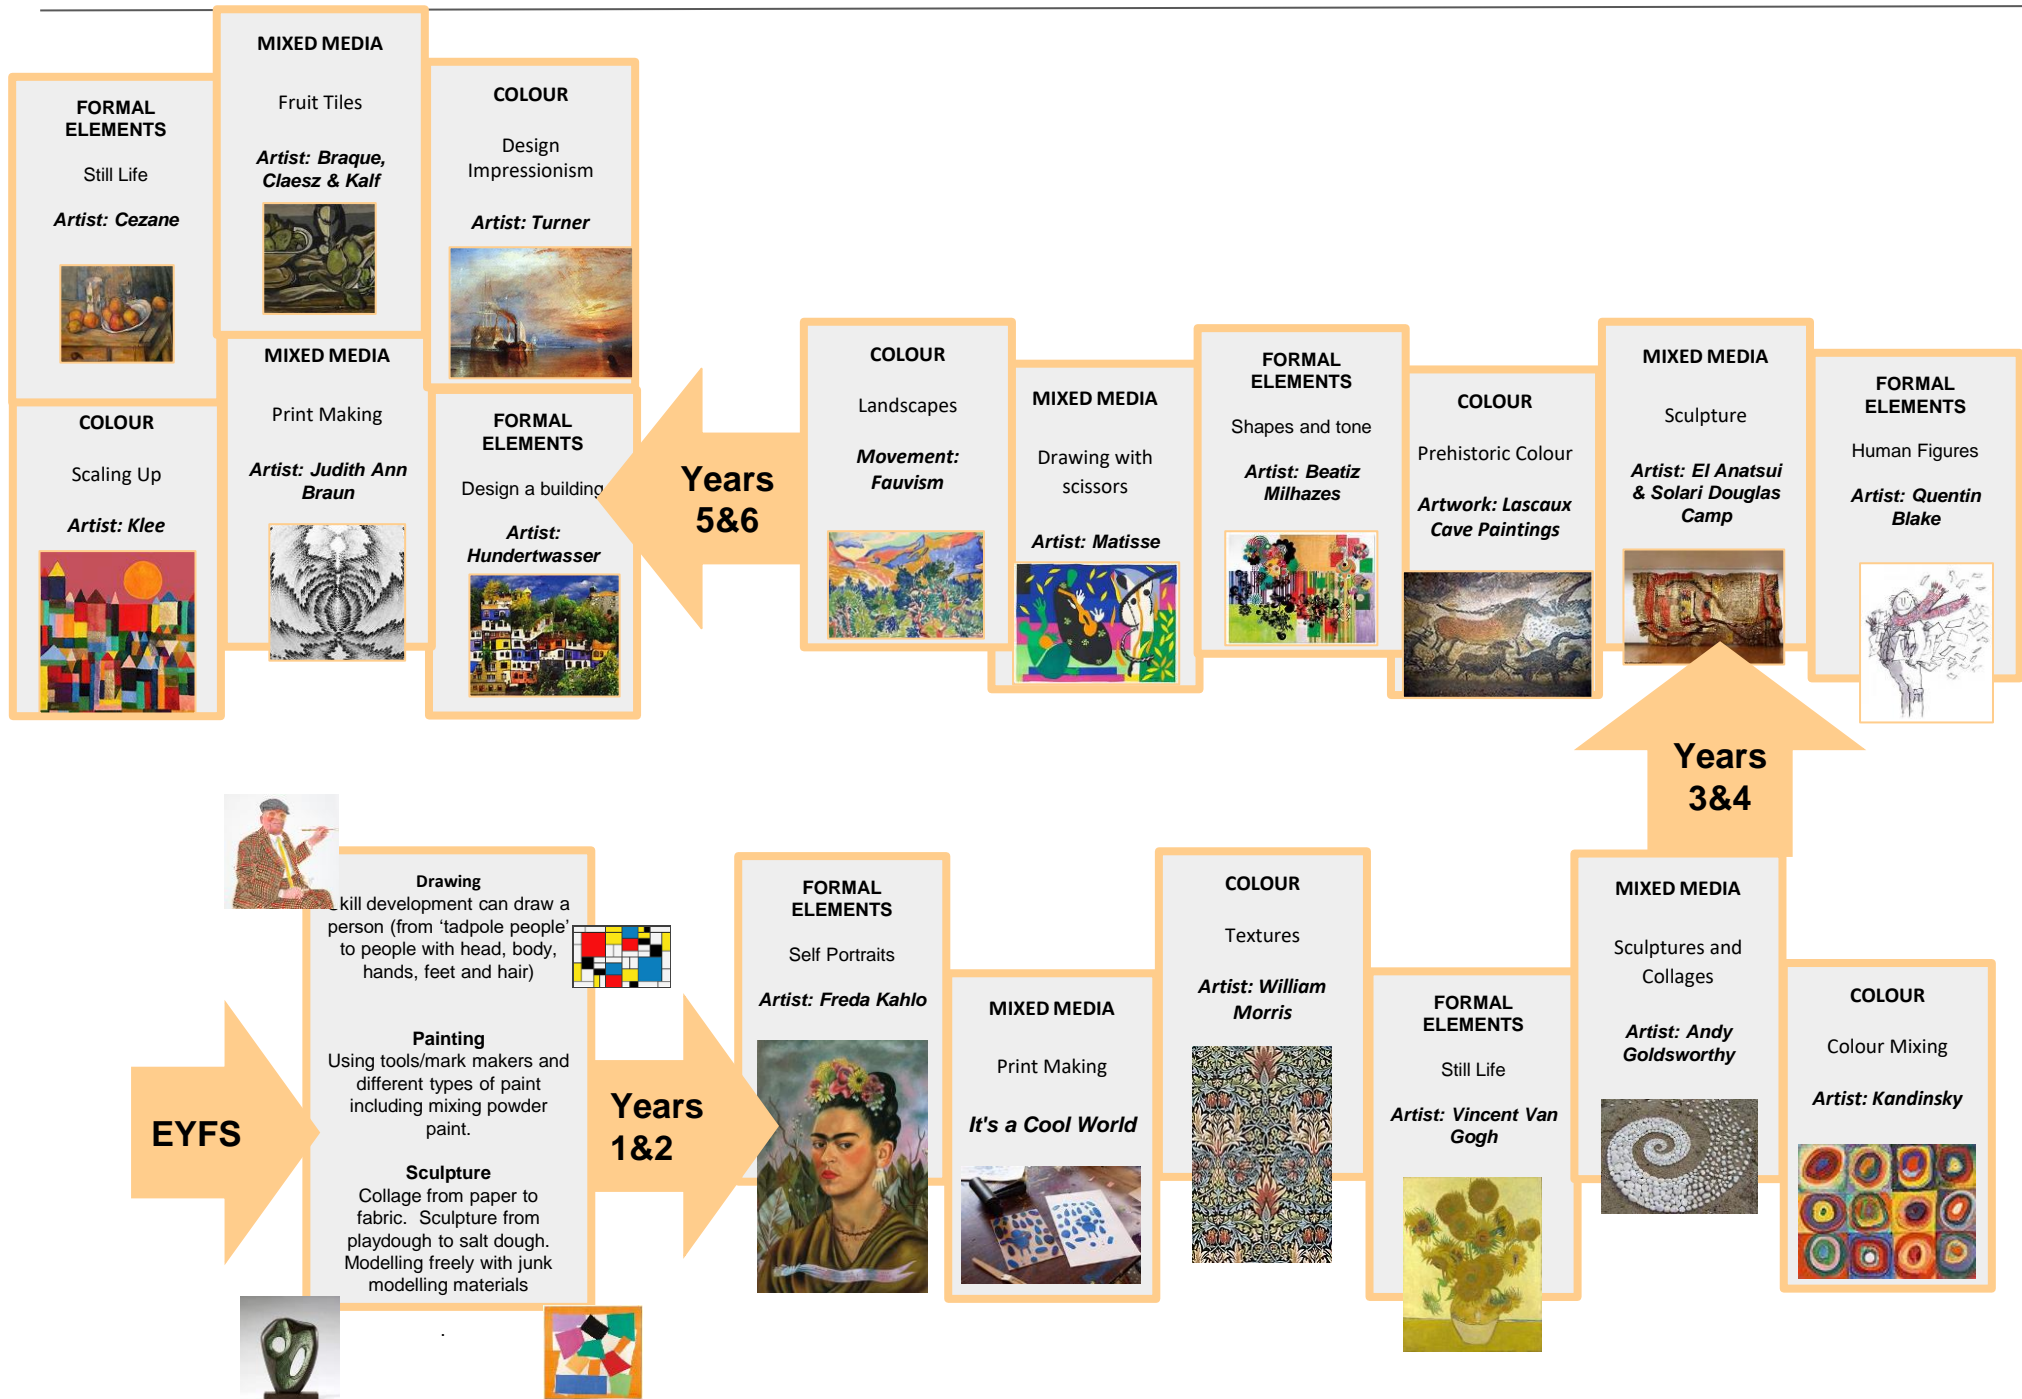 MIXED MEDIA
Fruit Tiles
Artist: Braque,
Claesz & Kalf
FORMAL
ELEMENTS
Still Life
Artist: Cezane
COLOUR
Design
Impressionism
Artist: Turner
COLOUR
Scaling Up
Artist: Klee
MIXED MEDIA
Print Making
Artist: Judith Ann
Braun
FORMAL
ELEMENTS
Design a building
Artist:
Hundertwasser
Years
5&6
COLOUR
Landscapes
Movement:
Fauvism
MIXED MEDIA
Drawing with
scissors
Artist: Matisse
FORMAL
ELEMENTS
Shapes and tone
Artist: Beatiz
Milhazes
COLOUR
Prehistoric Colour
Artwork: Lascaux
Cave Paintings
MIXED MEDIA
Sculpture
Artist: El Anatsui
& Solari Douglas
Camp
FORMAL
ELEMENTS
Human Figures
Artist: Quentin
Blake
Years
3&4
EYFS
Drawing
kill development can draw a
person (from ‘tadpole people’
to people with head, body,
hands, feet and hair)
Painting
Using tools/mark makers and
different types of paint
including mixing powder
paint.
Sculpture
Collage from paper to
fabric. Sculpture from
playdough to salt dough.
Modelling freely with junk
modelling materials
.
Years
1&2
FORMAL
ELEMENTS
Self Portraits
Artist: Freda Kahlo
MIXED MEDIA
Print Making
It's a Cool World
COLOUR
Textures
Artist: William
Morris
FORMAL
ELEMENTS
Still Life
Artist: Vincent Van
Gogh
MIXED MEDIA
Sculptures and
Collages
Artist: Andy
Goldsworthy
COLOUR
Colour Mixing
Artist: Kandinsky